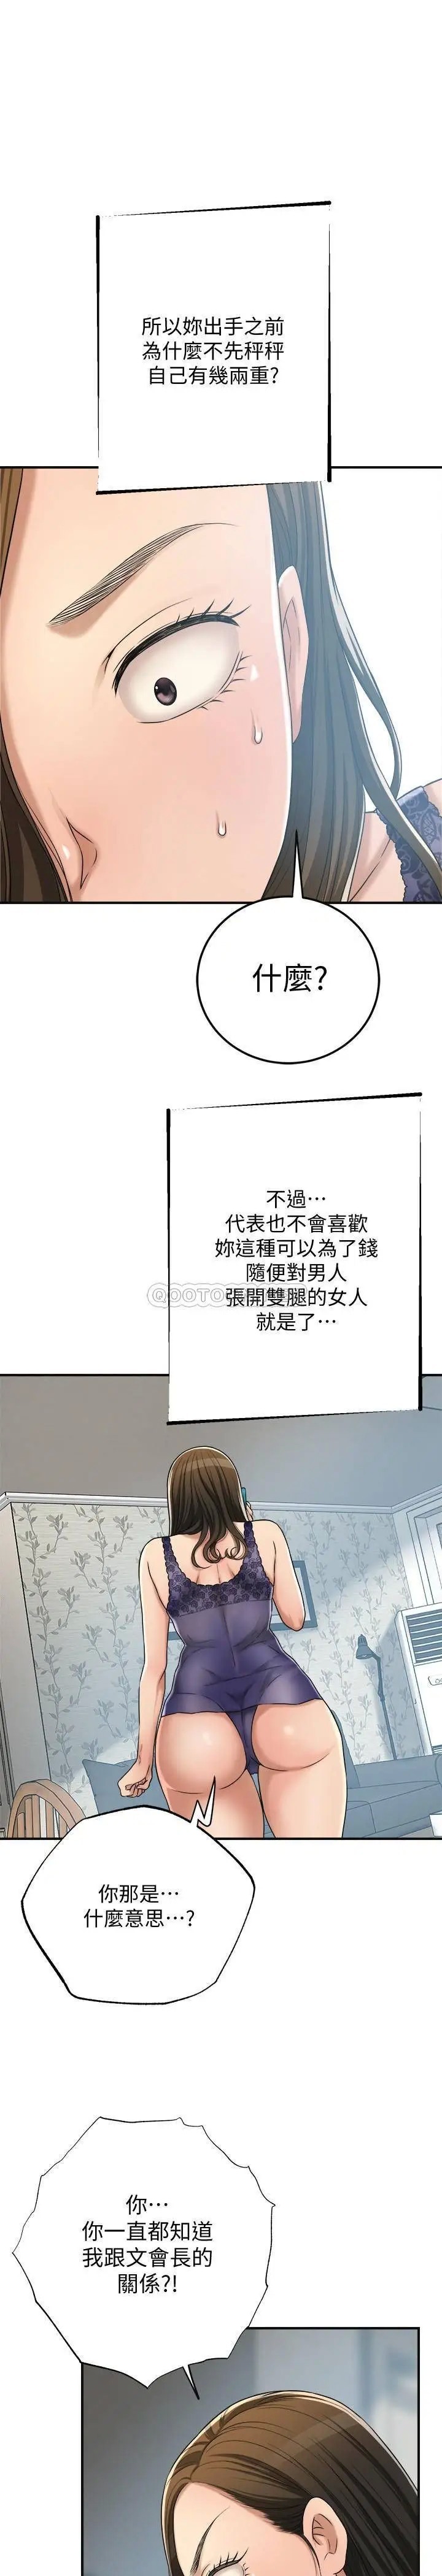 所以妳出手之前
為什麼不先秤秤
自己有幾兩重?
什麼?
不過⋯
代表也不會喜歡
妳這種可以為了錢
隨便對男人
張開雙腿的女人
就是了⋯
你那是⋯
什麼意思⋯?
你⋯
你一直都知道
我跟文會長的
關係?!